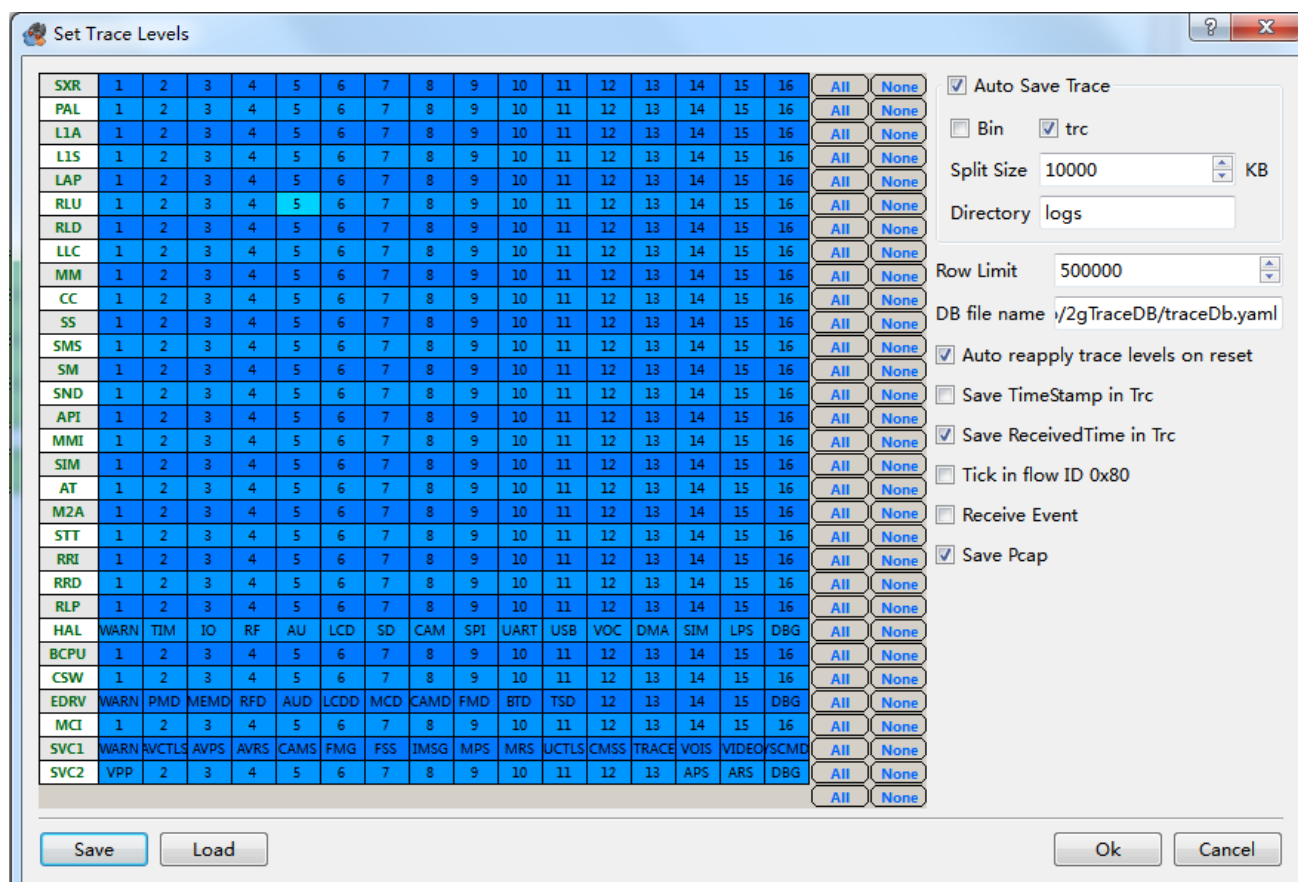 Set Trace Levels
SXR 1 2 3 4 5 6 7 8 9 10 11 12 13 14 15 16 All None
PAL 1 2 3 4 5 6 7 8 9 10 11 12 13 14 15 16 All None
L1A 1 2 3 4 5 6 7 8 9 10 11 12 13 14 15 16 All None
L1S 1 2 3 4 5 6 7 8 9 10 11 12 13 14 15 16 All None
LAP 1 2 3 4 5 6 7 8 9 10 11 12 13 14 15 16 All None
RLU 1 2 3 4 5 6 7 8 9 10 11 12 13 14 15 16 All None
RLD 1 2 3 4 5 6 7 8 9 10 11 12 13 14 15 16 All None
LLC 1 2 3 4 5 6 7 8 9 10 11 12 13 14 15 16 All None
MM 1 2 3 4 5 6 7 8 9 10 11 12 13 14 15 16 All None
CC 1 2 3 4 5 6 7 8 9 10 11 12 13 14 15 16 All None
SS 1 2 3 4 5 6 7 8 9 10 11 12 13 14 15 16 All None
SMS 1 2 3 4 5 6 7 8 9 10 11 12 13 14 15 16 All None
SM 1 2 3 4 5 6 7 8 9 10 11 12 13 14 15 16 All None
SND 1 2 3 4 5 6 7 8 9 10 11 12 13 14 15 16 All None
API 1 2 3 4 5 6 7 8 9 10 11 12 13 14 15 16 All None
MMI 1 2 3 4 5 6 7 8 9 10 11 12 13 14 15 16 All None
SIM 1 2 3 4 5 6 7 8 9 10 11 12 13 14 15 16 All None
AT 1 2 3 4 5 6 7 8 9 10 11 12 13 14 15 16 All None
M2A 1 2 3 4 5 6 7 8 9 10 11 12 13 14 15 16 All None
STT 1 2 3 4 5 6 7 8 9 10 11 12 13 14 15 16 All None
RRI 1 2 3 4 5 6 7 8 9 10 11 12 13 14 15 16 All None
RRD 1 2 3 4 5 6 7 8 9 10 11 12 13 14 15 16 All None
RLP 1 2 3 4 5 6 7 8 9 10 11 12 13 14 15 16 All None
HAL WARN TIM IO RF AU LCD SD CAM SPI UART USB VOC DMA SIM LPS DBG All None
BCPU 1 2 3 4 5 6 7 8 9 10 11 12 13 14 15 16 All None
CSW 1 2 3 4 5 6 7 8 9 10 11 12 13 14 15 16 All None
EDRV WARN PMD MEMD RFD AUD LCDD MCD CAMD FMD BTD TSD 12 13 14 15 DBG All None
MCI 1 2 3 4 5 6 7 8 9 10 11 12 13 14 15 16 All None
SVC1 WARN AVCTLS AVPS AVRS CAMS FMG FSS IMSG MPS MRS UCTLS CMSS TRACE VOIS VIDEO YSCMD All None
SVC2 VPP 2 3 4 5 6 7 8 9 10 11 12 13 APS ARS DBG All None
All None
Auto Save Trace
Bin trc
Split Size 10000 KB
Directory logs
Row Limit 500000
DB file name /2gTraceDB/traceDb.yaml
Auto reapply trace levels on reset
Save TimeStamp in Trc
Save ReceivedTime in Trc
Tick in flow ID 0x80
Receive Event
Save Pcap
Save Load Ok Cancel